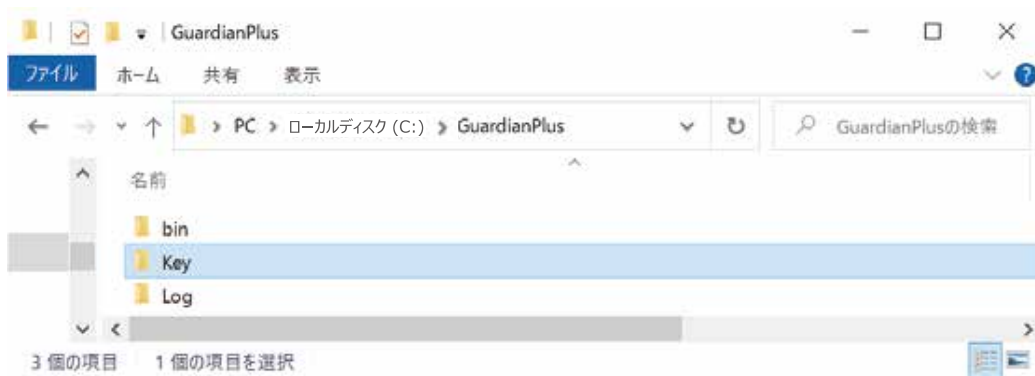 GuardianPlus
ファイル ホーム 共有 表示
PC ローカルディスク (C:) GuardianPlus GuardianPlusの検索
名前
bin
Key
Log
3 個の項目 1 個の項目を選択